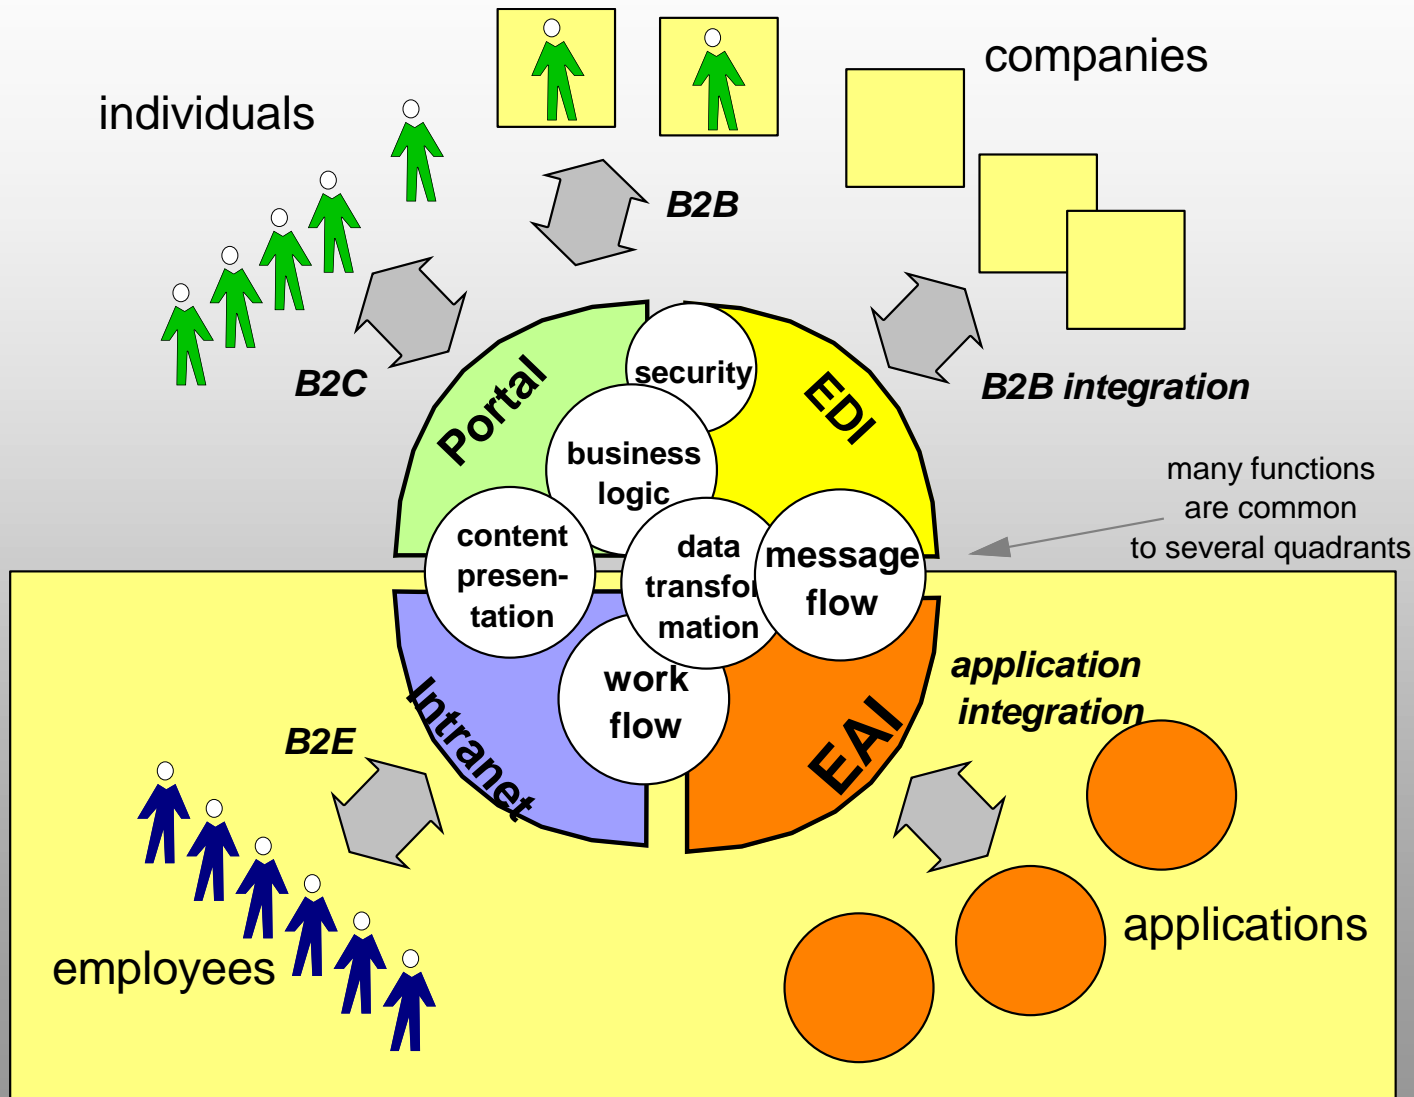 companies
individuals
B2B
B2C
Portal
security
EDI
B2B integration
business
logic
many functions
are common
to several quadrants
content
presen-
tation
data
transfor
mation
message
flow
work
flow
application
integration
Intranet
EAI
B2E
employees
applications